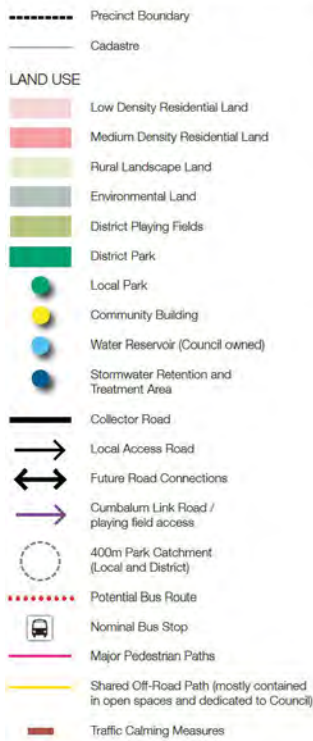 Precinct Boundary
Cadastre
LAND USE
Low Density Residential Land
Medium Density Residential Land
Rural Landscape Land
Environmental Land
District Playing Fields
District Park
Local Park
Community Building
Water Reservoir (Council owned)
Stormwater Retention and
Treatment Area
Collector Road
Local Access Road
Future Road Connections
Cumbalum Link Road /
playing field access
400m Park Catchment
(Local and District)
Potential Bus Route
Nominal Bus Stop
Major Pedestrian Paths
Shared Off-Road Path (mostly contained
in open spaces and dedicated to Council)
Traffic Calming Measures